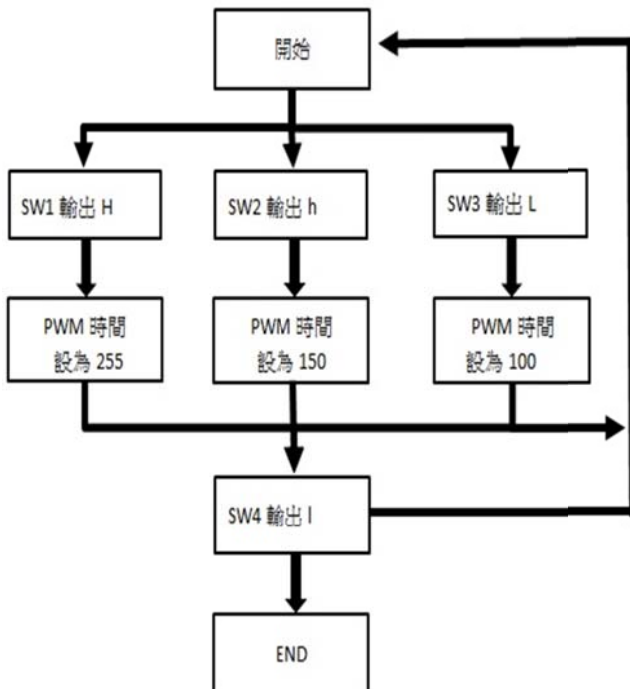 開始
SW1 輸出 H
SW2 輸出 h
SW3 輸出 L
PWM 時間
設為 255
PWM 時間
設為 150
PWM 時間
設為 100
SW4 輸出 l
END